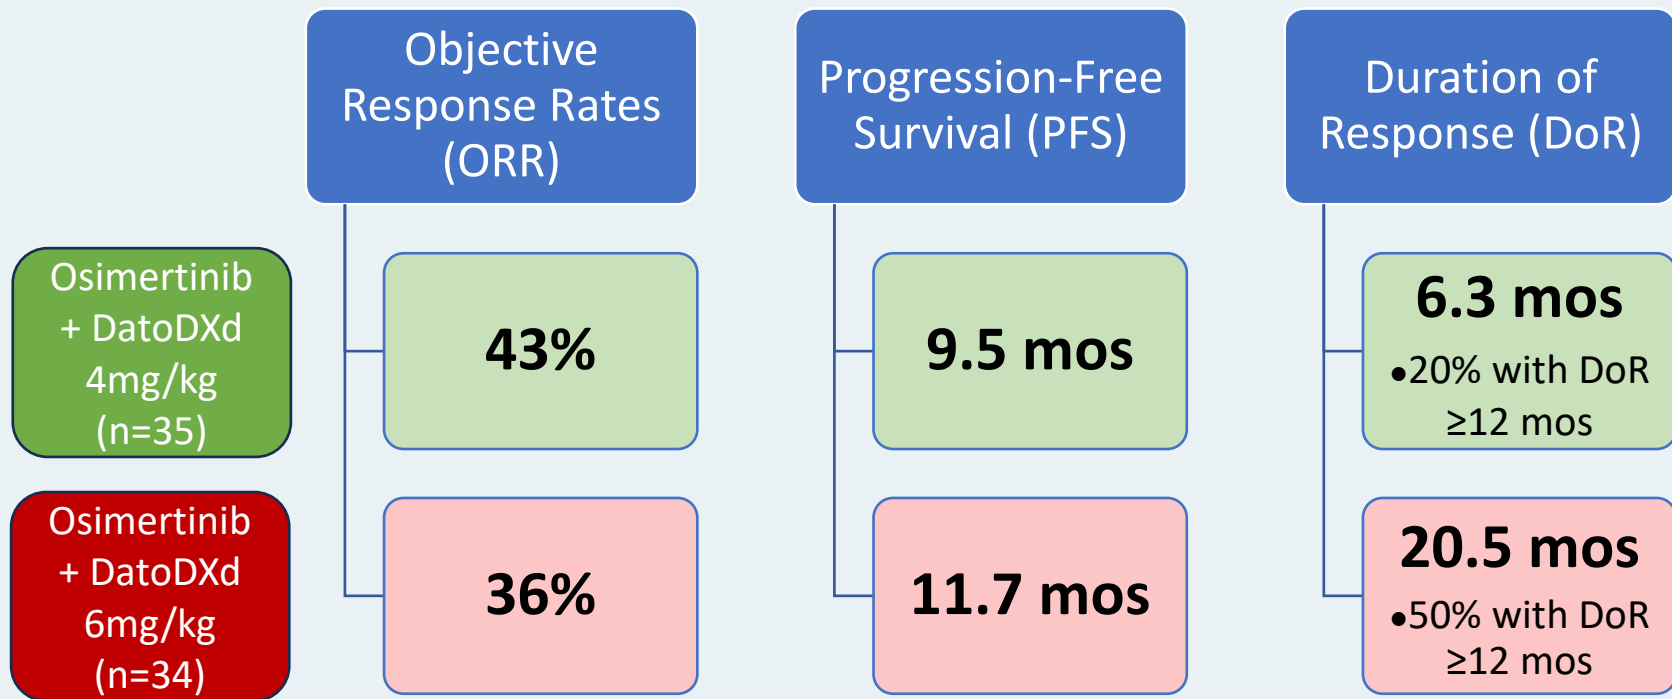 Objective
Response Rates
(ORR)
Progression-Free
Survival (PFS)
Duration of
Response (DoR)
Osimertinib
+ DatoDXd
4mg/kg
(n=35)
43%
9.5 mos
6.3 mos
•20% with DoR
≥12 mos
Osimertinib
+ DatoDXd
6mg/kg
(n=34)
36%
11.7 mos
20.5 mos
•50% with DoR
≥12 mos